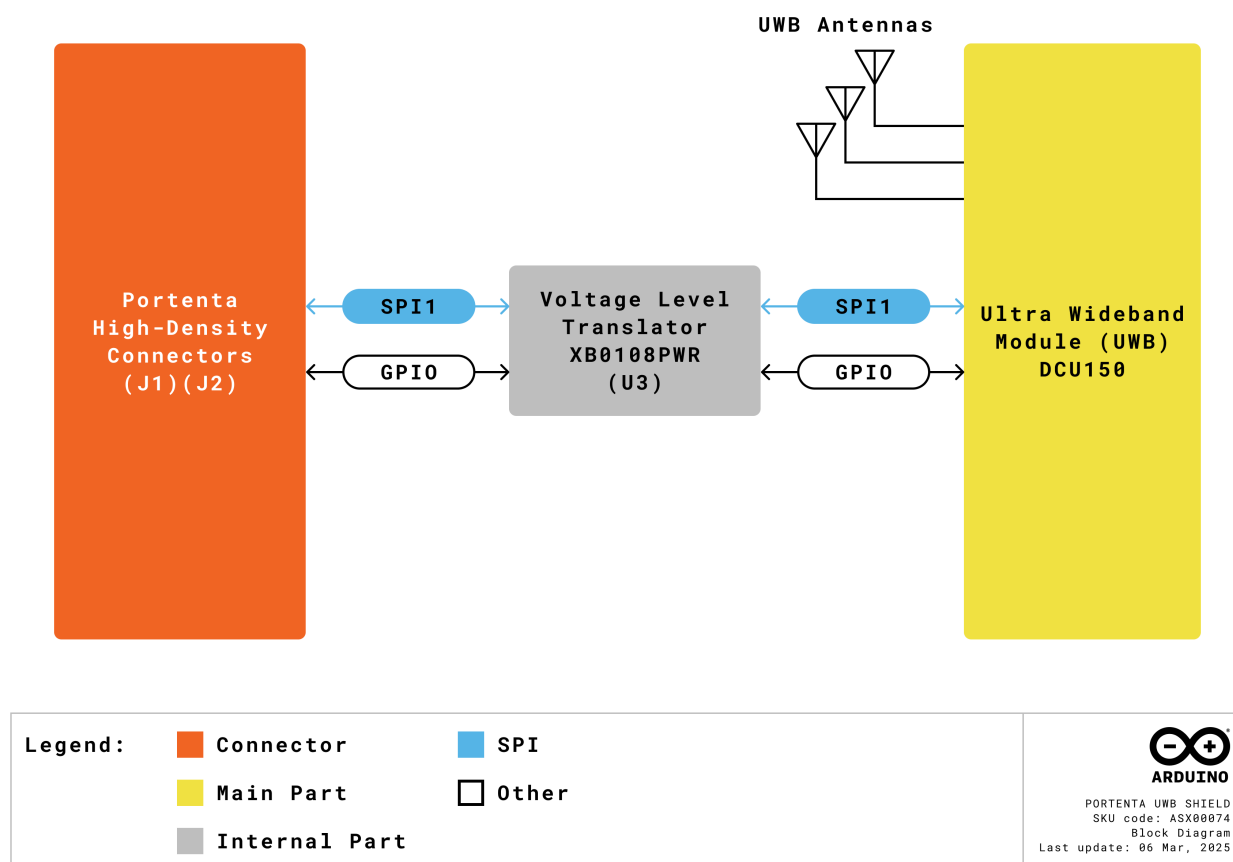 UWB Antennas
Portenta
High-Density
Connectors
(J1)(J2)
SPI1
GPIO
Voltage Level
Translator
XB0108PWR
(U3)
SPI1
GPIO
Ultra Wideband
Module (UWB)
DCU150
Legend:
Connector
Main Part
Internal Part
SPI
Other
ARDUINO
PORTENTA UWB SHIELD
SKU code: ASX00074
Block Diagram
Last update: 06 Mar, 2025